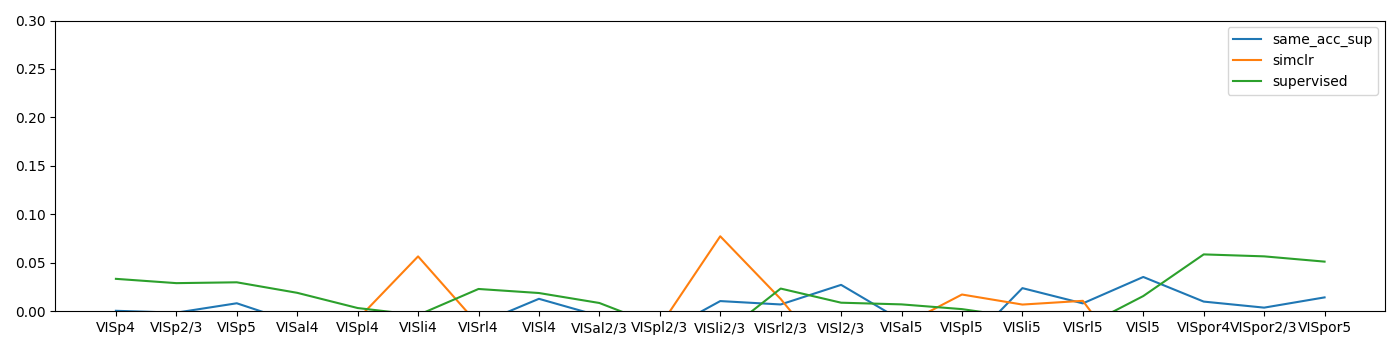 0.30
0.25
0.20
0.15
0.10
0.05
0.00
same_acc_sup
simclr
supervised
VISp4 VISp2/3 VISp5 VISal4 VISpl4 VISli4 VISrl4 VISl4 VISal2/3 VISpl2/3 VISli2/3 VISrl2/3 VISl2/3 VISal5 VISpl5 VISli5 VISrl5 VISl5 VISpor4 VISpor2/3 VISpor5